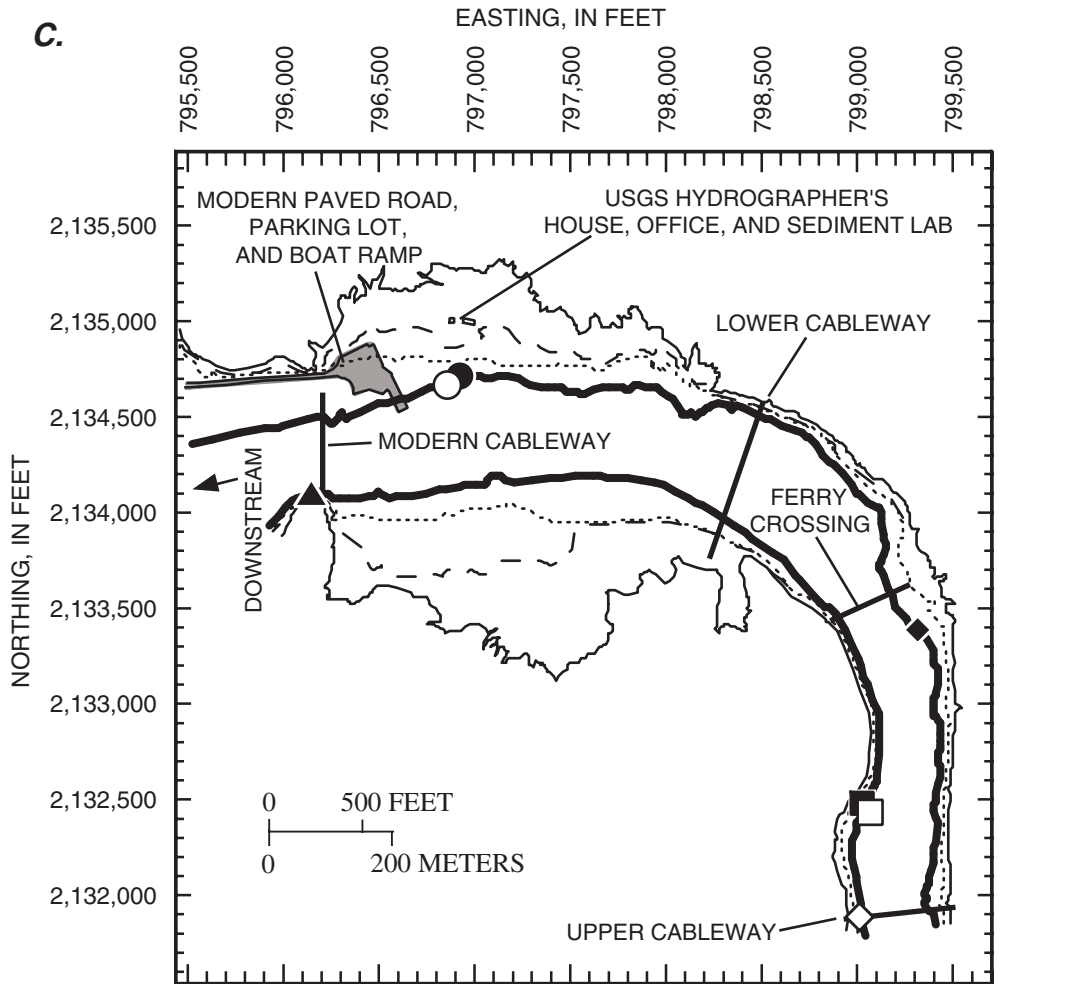 C.
EASTING, IN FEET
795,500
796,000
796,500
797,000
797,500
798,000
798,500
799,000
799,500
NORTHING, IN FEET
2,135,500
2,135,000
2,134,500
2,134,000
2,133,500
2,133,000
2,132,500
2,132,000
MODERN PAVED ROAD,
PARKING LOT,
AND BOAT RAMP
USGS HYDROGRAPHER'S
HOUSE, OFFICE, AND SEDIMENT LAB
LOWER CABLEWAY
MODERN CABLEWAY
DOWNSTREAM
FERRY
CROSSING
0 500 FEET
0 200 METERS
UPPER CABLEWAY